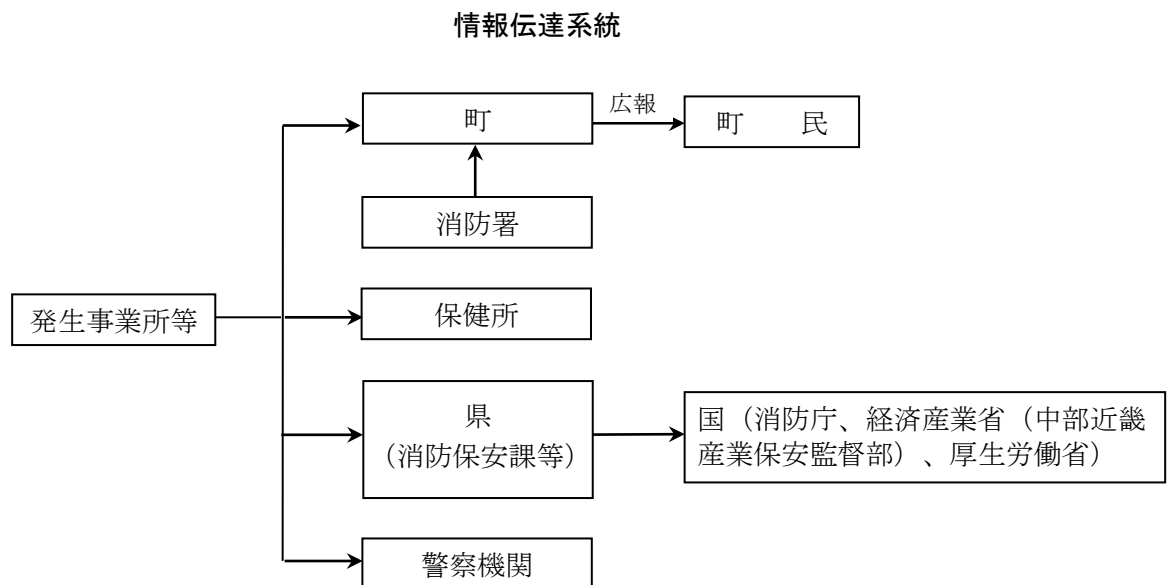 情報伝達系統
町
広報
町　　民
消防署
発生事業所等
保健所
県
（消防保安課等）
国（消防庁、経済産業省（中部近畿
産業保安監督部）、厚生労働省）
警察機関